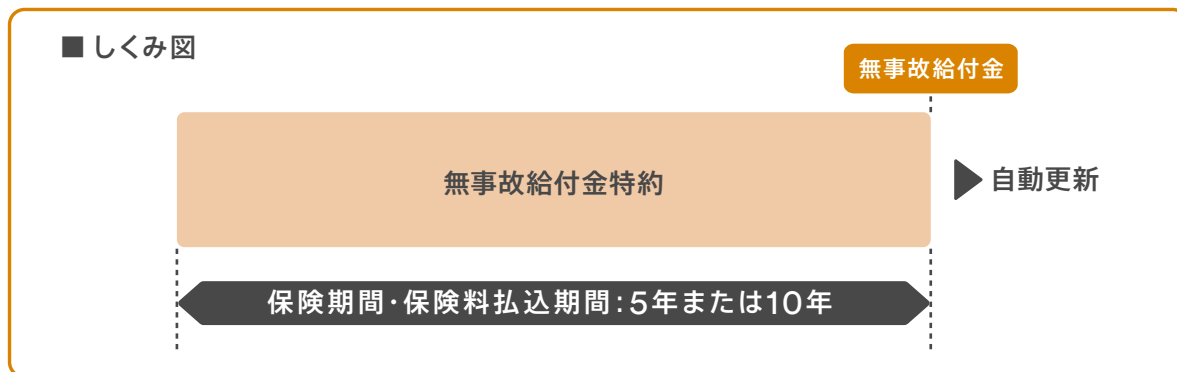 ■しくみ図
無事故給付金
無事故給付金特約
自動更新
保険期間・保険料払込期間:5年または10年